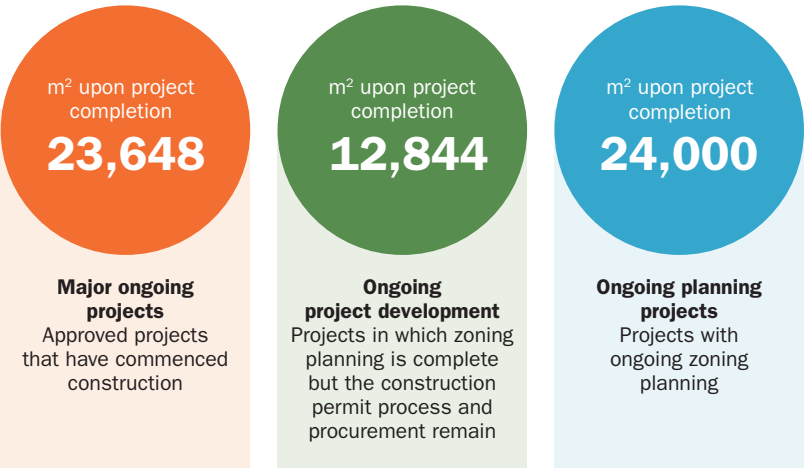 m² upon project
completion
23,648
Major ongoing
projects
Approved projects
that have commenced
construction
m² upon project
completion
12,844
Ongoing
project development
Projects in which zoning
planning is complete
but the construction
permit process and
procurement remain
m² upon project
completion
24,000
Ongoing planning
projects
Projects with
ongoing zoning
planning